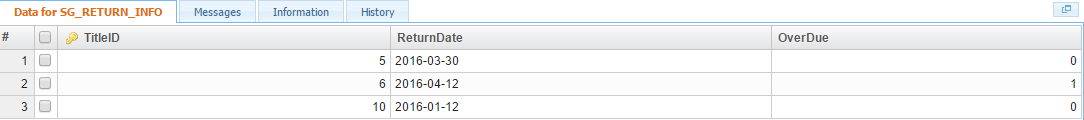 Data for SG_RETURN_INFO Messages Information History
# TitleID ReturnDate OverDue
1 5 2016-03-30 0
2 6 2016-04-12 1
3 10 2016-01-12 0